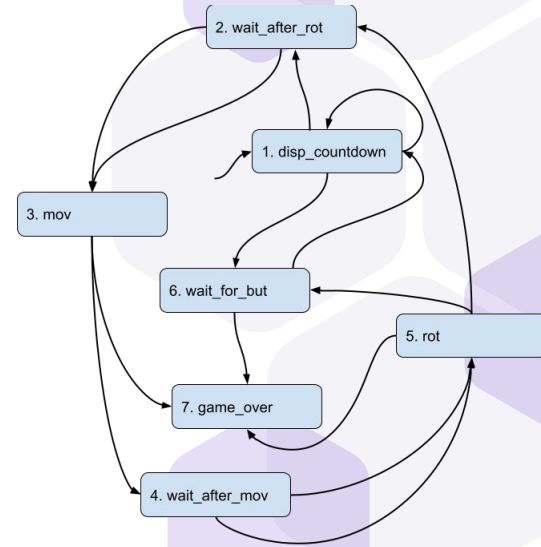 2. wait_after_rot
1. disp_countdown
3. mov
6. wait_for_but
5. rot
7. game_over
4. wait_after_mov